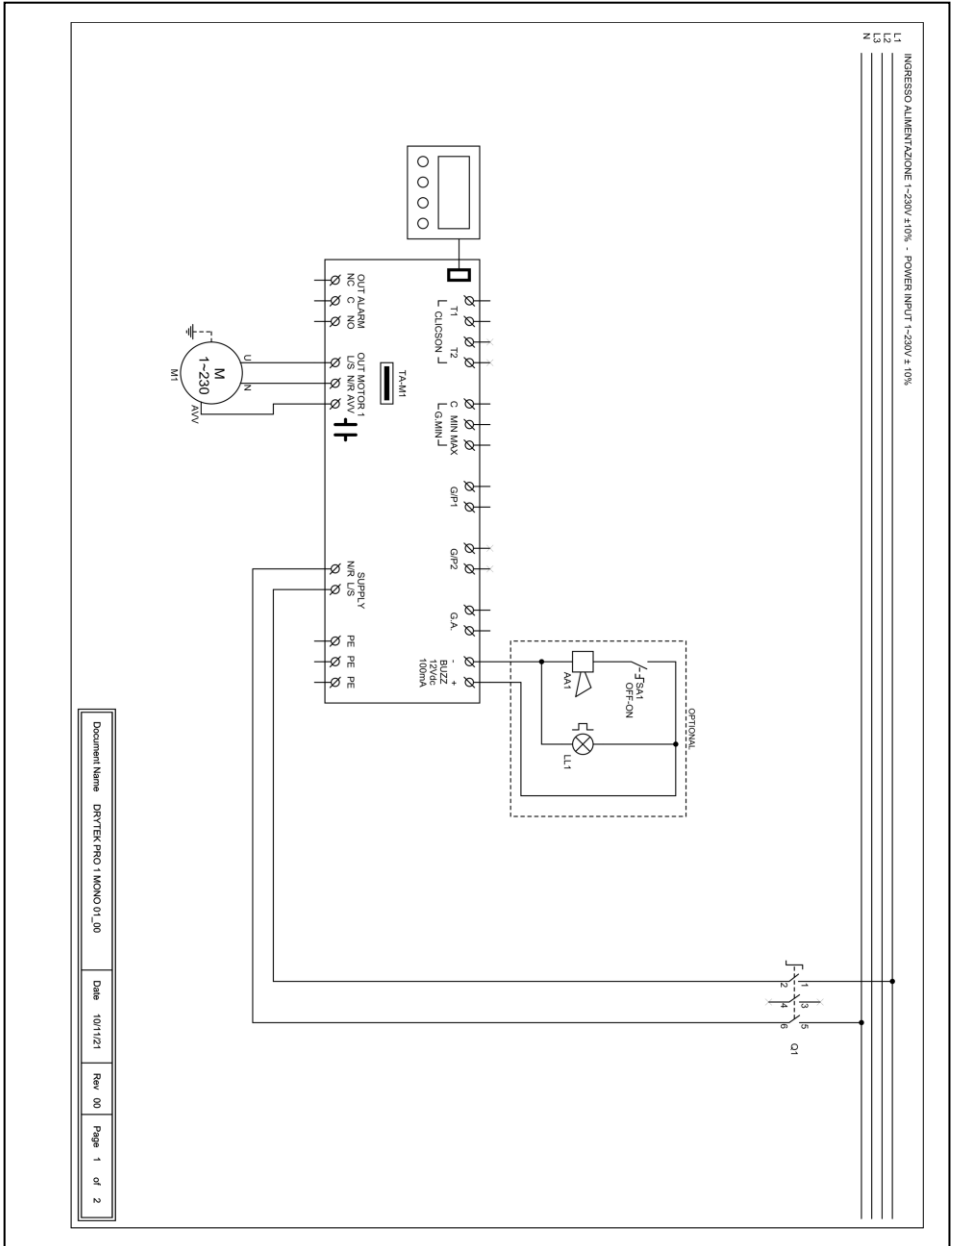 INGRESSO ALIMENTAZIONE 1~230V ±10% - POWER INPUT 1~230V ± 10%
L1
L2
L3
N
OPTIONAL
SA1
OFF-ON
AA1
LL1
1 3 5
2 4 6
Q1
T1 T2
CLICSON
C MIN MAX
G.MIN
G/P1
G/P2
G.A.
- +
BUZZ
12Vdc
100mA
TA-M1
OUT ALARM
NC C NO
OUT MOTOR 1
L/S N/R AVV
SUPPLY
N/R L/S
PE PE PE
U N
AVV
M
1~230
M1
Document Name DRYTEK PRO 1 MONO 01_00 Date 10/11/21 Rev 00 Page 1 of 2